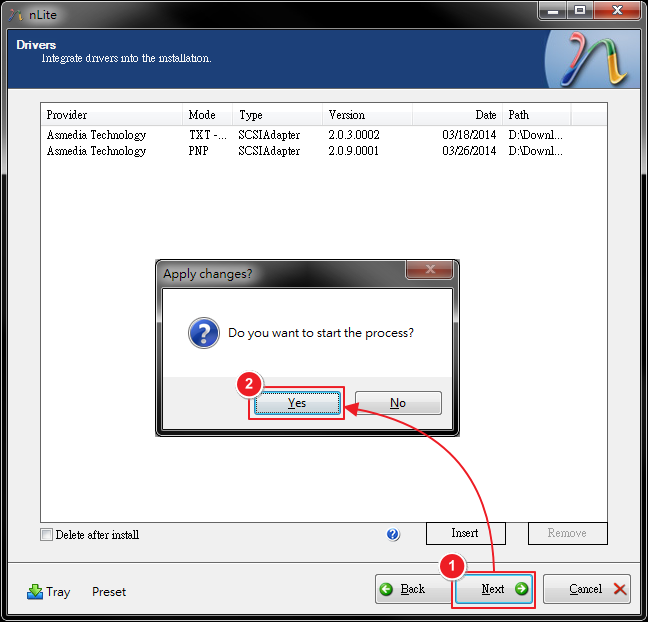 nLite
Drivers
Integrate drivers into the installation.
Provider Mode Type Version Date Path
Asmedia Technology TXT -... SCSIAdapter 2.0.3.0002 03/18/2014 D:\Downl...
Asmedia Technology PNP SCSIAdapter 2.0.9.0001 03/26/2014 D:\Downl...
Apply changes?
Do you want to start the process?
2
Yes No
Delete after install Insert Remove
1
Tray Preset Back Next Cancel